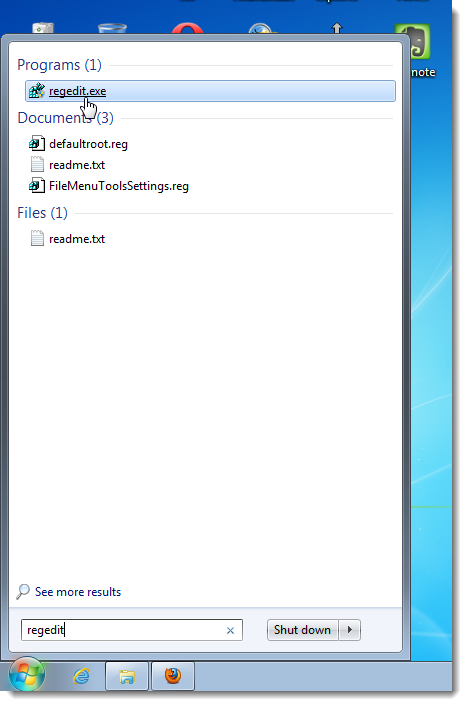 Programs (1)
regedit.exe
Documents (3)
defaultroot.reg
readme.txt
FileMenuToolsSettings.reg
Files (1)
readme.txt
See more results
regedit
Shut down
note